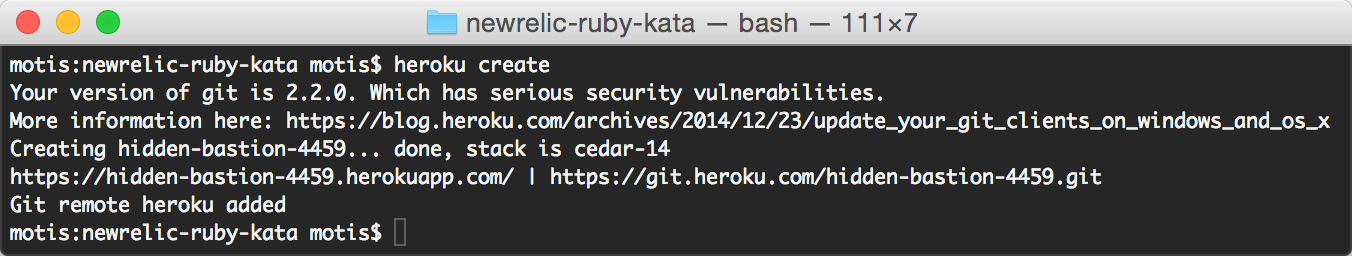 newrelic-ruby-kata — bash — 111×7
motis:newrelic-ruby-kata motis$ heroku create
Your version of git is 2.2.0. Which has serious security vulnerabilities.
More information here: https://blog.heroku.com/archives/2014/12/23/update_your_git_clients_on_windows_and_os_x
Creating hidden-bastion-4459... done, stack is cedar-14
https://hidden-bastion-4459.herokuapp.com/ | https://git.heroku.com/hidden-bastion-4459.git
Git remote heroku added
motis:newrelic-ruby-kata motis$